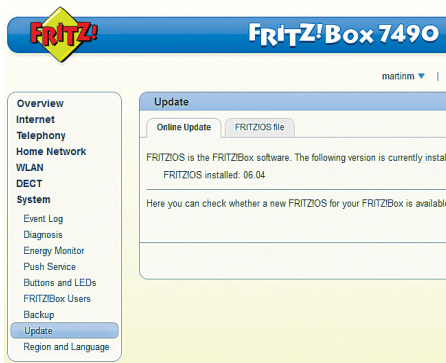 FRITZ!
FRITZ!Box 7490
martinm
Overview
Internet
Telephony
Home Network
WLAN
DECT
System
Event Log
Diagnosis
Energy Monitor
Push Service
Buttons and LEDs
FRITZ!Box Users
Backup
Update
Region and Language
Update
Online Update
FRITZ!OS file
FRITZ!OS is the FRITZ!Box software. The following version is currently instal
FRITZ!OS installed: 06.04
Here you can check whether a new FRITZ!OS for your FRITZ!Box is available